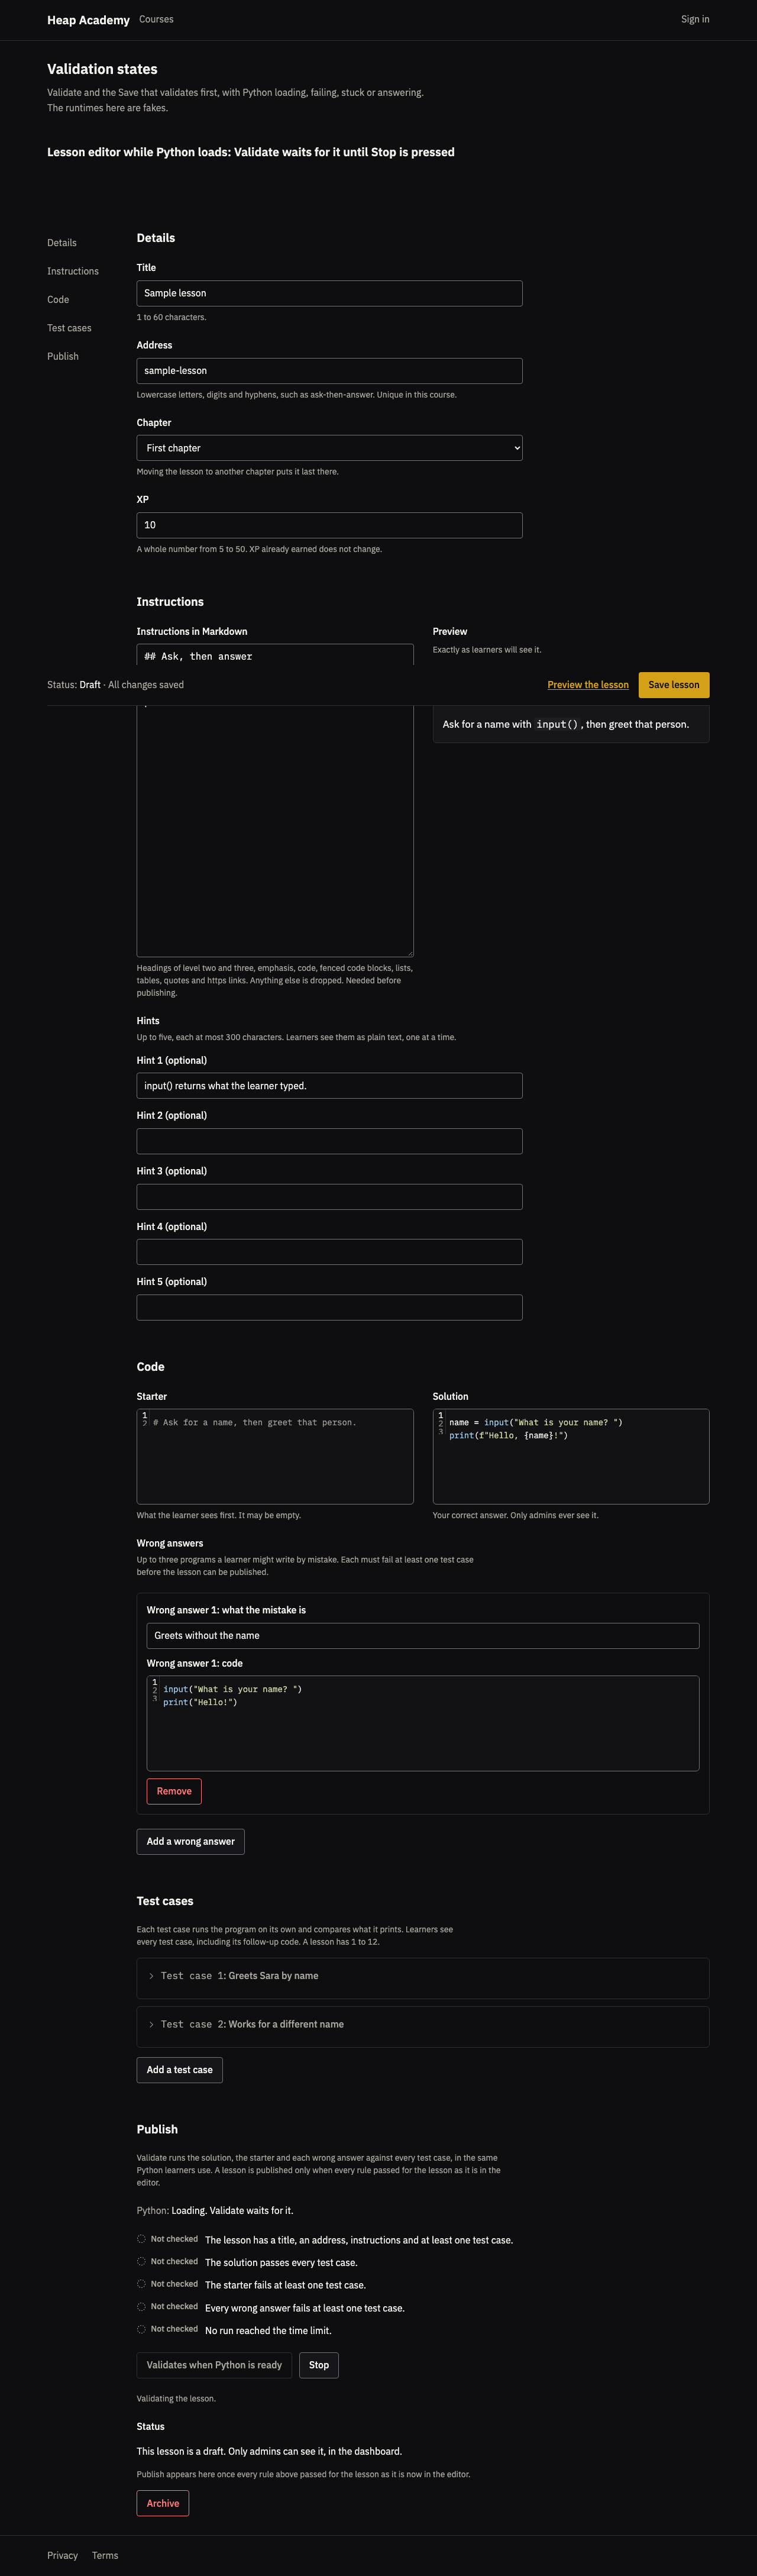 Heap Academy
Courses
Sign in
Validation states
Validate and the Save that validates first, with Python loading, failing, stuck or answering.
The runtimes here are fakes.
Lesson editor while Python loads: Validate waits for it until Stop is pressed
Details
Instructions
Code
Test cases
Publish
Details
Title
Sample lesson
1 to 60 characters.
Address
sample-lesson
Lowercase letters, digits and hyphens, such as ask-then-answer. Unique in this course.
Chapter
First chapter
Moving the lesson to another chapter puts it last there.
XP
10
A whole number from 5 to 50. XP already earned does not change.
Instructions
Instructions in Markdown
## Ask, then answer
Preview
Exactly as learners will see it.
Status: Draft · All changes saved
Preview the lesson
Save lesson
Ask for a name with input(), then greet that person.
Headings of level two and three, emphasis, code, fenced code blocks, lists,
tables, quotes and https links. Anything else is dropped. Needed before
publishing.
Hints
Up to five, each at most 300 characters. Learners see them as plain text, one at a time.
Hint 1 (optional)
input() returns what the learner typed.
Hint 2 (optional)
Hint 3 (optional)
Hint 4 (optional)
Hint 5 (optional)
Code
Starter
1
2
# Ask for a name, then greet that person.
What the learner sees first. It may be empty.
Solution
1
2
3
name = input("What is your name? ")
print(f"Hello, {name}!")
Your correct answer. Only admins ever see it.
Wrong answers
Up to three programs a learner might write by mistake. Each must fail at least one test case
before the lesson can be published.
Wrong answer 1: what the mistake is
Greets without the name
Wrong answer 1: code
1
2
3
input("What is your name? ")
print("Hello!")
Remove
Add a wrong answer
Test cases
Each test case runs the program on its own and compares what it prints. Learners see
every test case, including its follow-up code. A lesson has 1 to 12.
Test case 1: Greets Sara by name
Test case 2: Works for a different name
Add a test case
Publish
Validate runs the solution, the starter and each wrong answer against every test case, in the same
Python learners use. A lesson is published only when every rule passed for the lesson as it is in the
editor.
Python: Loading. Validate waits for it.
Not checked The lesson has a title, an address, instructions and at least one test case.
Not checked The solution passes every test case.
Not checked The starter fails at least one test case.
Not checked Every wrong answer fails at least one test case.
Not checked No run reached the time limit.
Validates when Python is ready
Stop
Validating the lesson.
Status
This lesson is a draft. Only admins can see it, in the dashboard.
Publish appears here once every rule above passed for the lesson as it is now in the editor.
Archive
Privacy
Terms